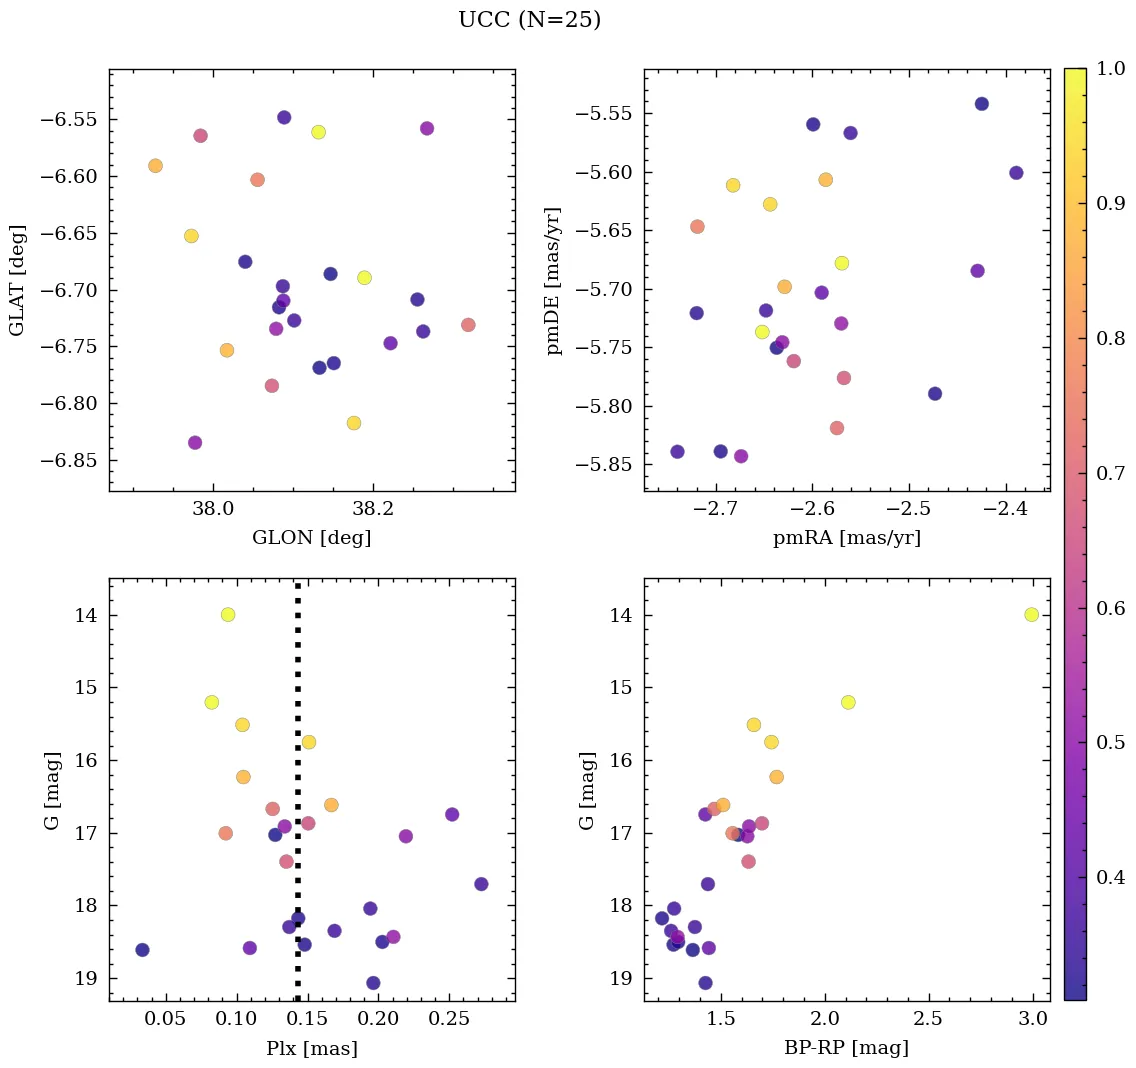 UCC (N=25)
−6.55
−6.60
−6.65
−6.70
−6.75
−6.80
−6.85
GLAT [deg]
38.0 38.2
GLON [deg]
−5.55
−5.60
−5.65
−5.70
−5.75
−5.80
−5.85
pmDE [mas/yr]
−2.7 −2.6 −2.5 −2.4
pmRA [mas/yr]
14
15
16
17
18
19
G [mag]
0.05 0.10 0.15 0.20 0.25
Plx [mas]
14
15
16
17
18
19
G [mag]
1.5 2.0 2.5 3.0
BP-RP [mag]
1.0
0.9
0.8
0.7
0.6
0.5
0.4